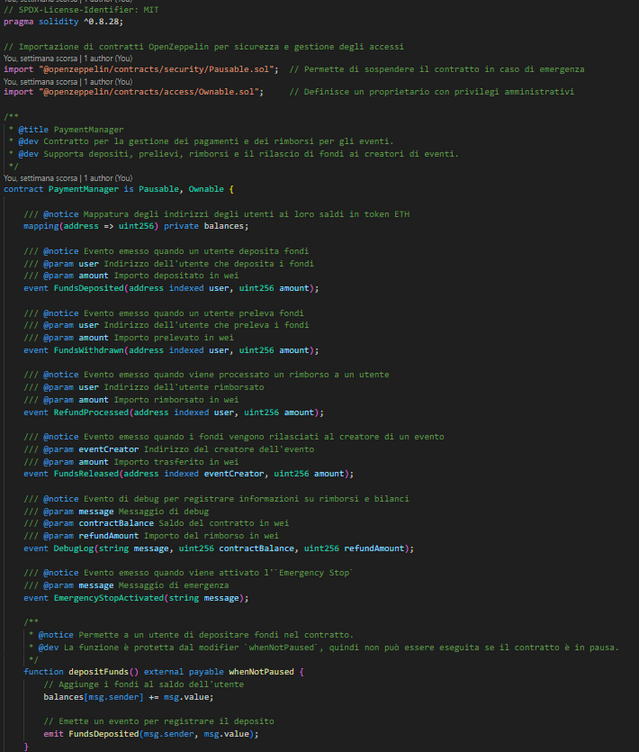 You, settimana scorsa | 1 author (You)
// SPDX-License-Identifier: MIT
pragma solidity ^0.8.28;
// Importazione di contratti OpenZeppelin per sicurezza e gestione degli accessi
You, settimana scorsa | 1 author (You)
import "@openzeppelin/contracts/security/Pausable.sol";  // Permette di sospendere il contratto in caso di emergenza
You, settimana scorsa | 1 author (You)
import "@openzeppelin/contracts/access/Ownable.sol";     // Definisce un proprietario con privilegi amministrativi
/**
 * @title PaymentManager
 * @dev Contratto per la gestione dei pagamenti e dei rimborsi per gli eventi.
 * @dev Supporta depositi, prelievi, rimborsi e il rilascio di fondi ai creatori di eventi.
 */
You, settimana scorsa | 1 author (You)
contract PaymentManager is Pausable, Ownable {
    /// @notice Mappatura degli indirizzi degli utenti ai loro saldi in token ETH
    mapping(address => uint256) private balances;
    /// @notice Evento emesso quando un utente deposita fondi
    /// @param user Indirizzo dell'utente che deposita i fondi
    /// @param amount Importo depositato in wei
    event FundsDeposited(address indexed user, uint256 amount);
    /// @notice Evento emesso quando un utente preleva fondi
    /// @param user Indirizzo dell'utente che preleva i fondi
    /// @param amount Importo prelevato in wei
    event FundsWithdrawn(address indexed user, uint256 amount);
    /// @notice Evento emesso quando viene processato un rimborso a un utente
    /// @param user Indirizzo dell'utente rimborsato
    /// @param amount Importo rimborsato in wei
    event RefundProcessed(address indexed user, uint256 amount);
    /// @notice Evento emesso quando i fondi vengono rilasciati al creatore di un evento
    /// @param eventCreator Indirizzo del creatore dell'evento
    /// @param amount Importo trasferito in wei
    event FundsReleased(address indexed eventCreator, uint256 amount);
    /// @notice Evento di debug per registrare informazioni su rimborsi e bilanci
    /// @param message Messaggio di debug
    /// @param contractBalance Saldo del contratto in wei
    /// @param refundAmount Importo del rimborso in wei
    event DebugLog(string message, uint256 contractBalance, uint256 refundAmount);
    /// @notice Evento emesso quando viene attivato l'`Emergency Stop`
    /// @param message Messaggio di emergenza
    event EmergencyStopActivated(string message);
    /**
     * @notice Permette a un utente di depositare fondi nel contratto.
     * @dev La funzione è protetta dal modifier `whenNotPaused`, quindi non può essere eseguita se il contratto è in pausa.
     */
    function depositFunds() external payable whenNotPaused {
        // Aggiunge i fondi al saldo dell'utente
        balances[msg.sender] += msg.value;
        // Emette un evento per registrare il deposito
        emit FundsDeposited(msg.sender, msg.value);
    }